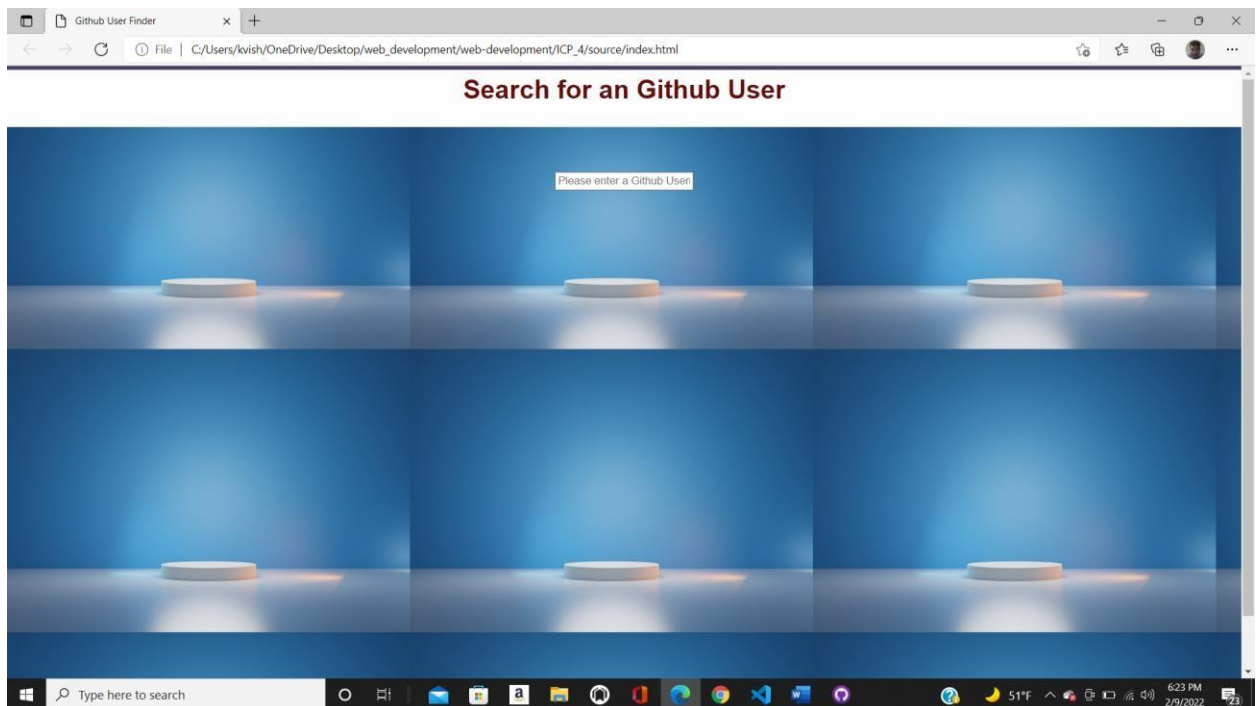 Github User Finder
File | C:/Users/kvish/OneDrive/Desktop/web_development/web-development/ICP_4/source/index.html
Search for an Github User
Please enter a Github User
Type here to search
a
51°F
6:23 PM
2/9/2022
23